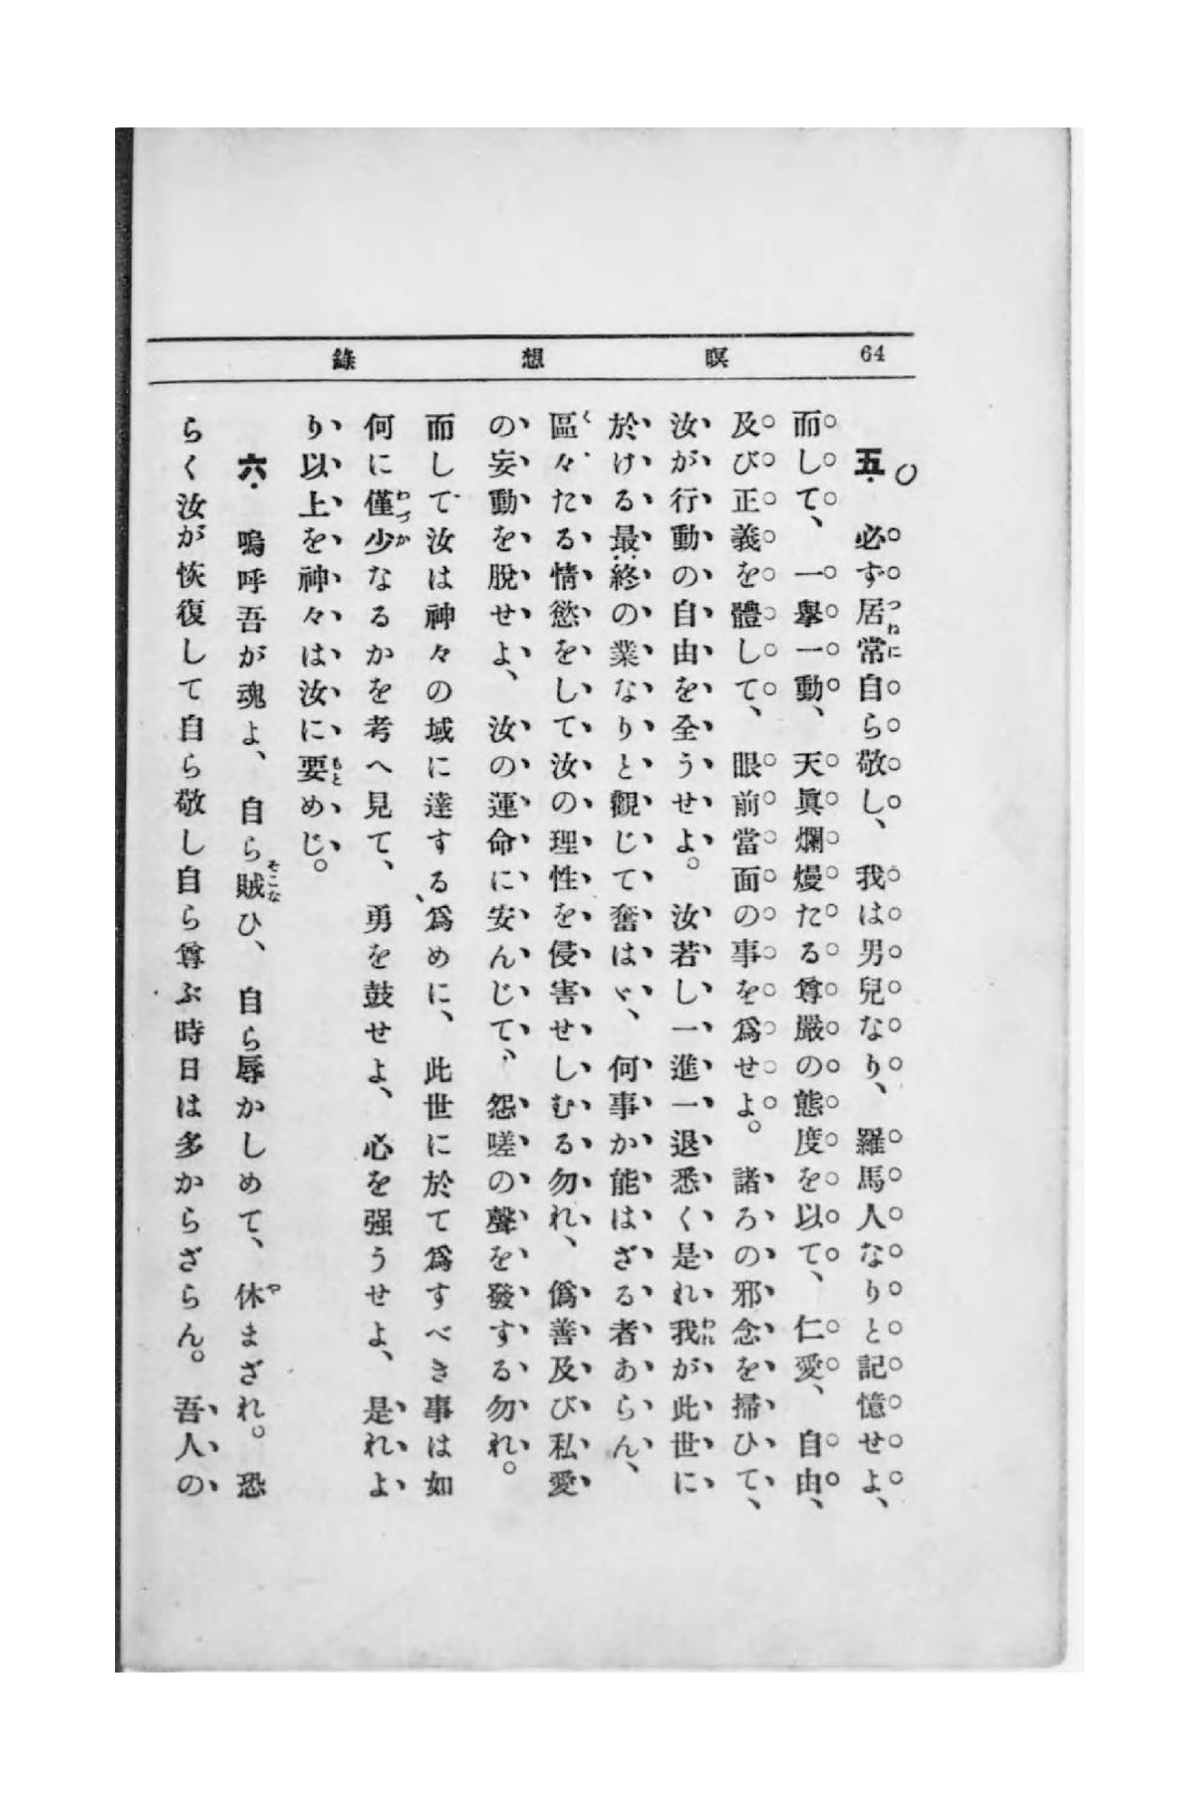 64 瞑想錄
五. 必ず居常自ら敬し、我は男兒なり、羅馬人なりと記憶せよ、
而して、一擧一動、天眞爛熳たる尊嚴の態度を以て、仁愛、自由、
及び正義を體して、眼前當面の事を爲せよ。諸ろの邪念を掃ひて、
汝が行動の自由を全うせよ。汝若し一進一退悉く是れ我が此世に
於ける最終の業なりと觀じて奮はゞ、何事か能はざる者あらん、
區々たる情慾をして汝の理性を侵害せしむる勿れ、僞善及び私愛
の妄動を脫せよ、汝の運命に安んじて、怨嗟の聲を發する勿れ。
而して汝は神々の域に達する爲めに、此世に於て爲すべき事は如
何に僅少なるかを考へ見て、勇を鼓せよ、心を强うせよ、是れよ
り以上を神々は汝に要めじ。
六. 嗚呼吾が魂よ、自ら賊ひ、自ら辱かしめて、休まざれ。恐
らく汝が恢復して自ら敬し自ら尊ぶ時日は多からざらん。吾人の